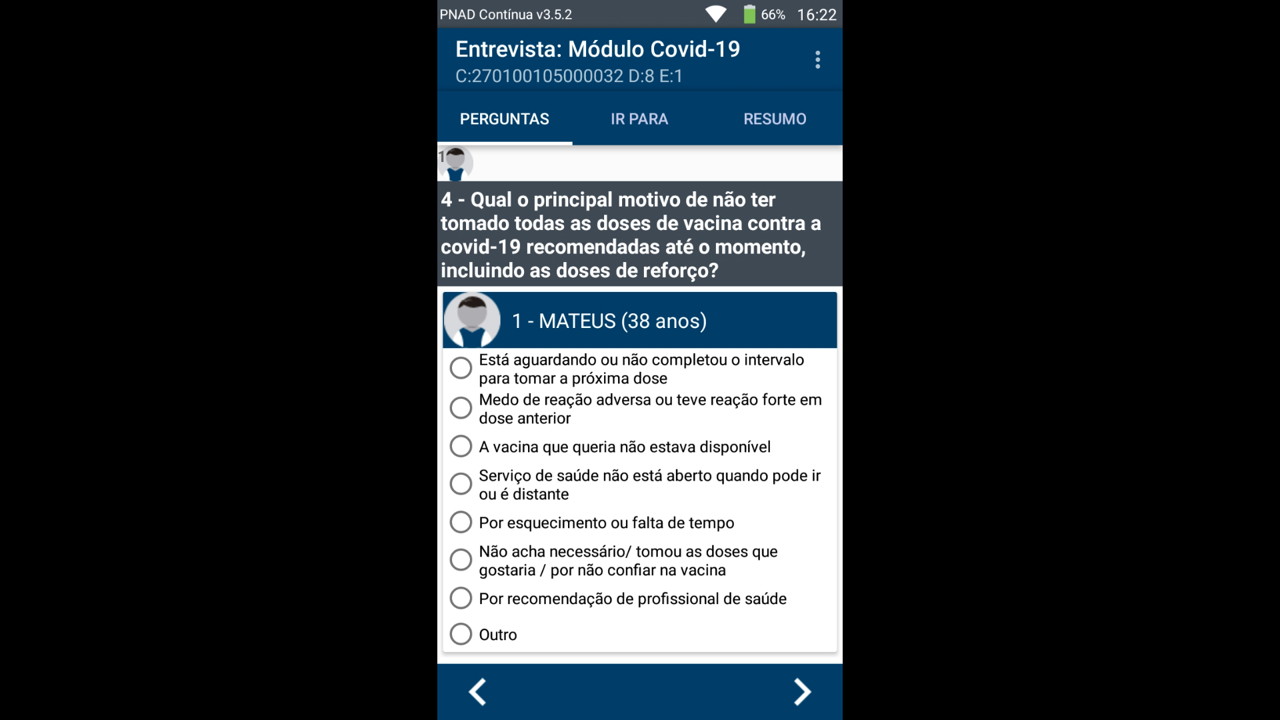 PNAD Contínua v3.5.2 66% 16:22
Entrevista: Módulo Covid-19
C:270100105000032 D:8 E:1
PERGUNTAS IR PARA RESUMO
1
4 - Qual o principal motivo de não ter
tomado todas as doses de vacina contra a
covid-19 recomendadas até o momento,
incluindo as doses de reforço?
1 - MATEUS (38 anos)
Está aguardando ou não completou o intervalo
para tomar a próxima dose
Medo de reação adversa ou teve reação forte em
dose anterior
A vacina que queria não estava disponível
Serviço de saúde não está aberto quando pode ir
ou é distante
Por esquecimento ou falta de tempo
Não acha necessário/ tomou as doses que
gostaria / por não confiar na vacina
Por recomendação de profissional de saúde
Outro